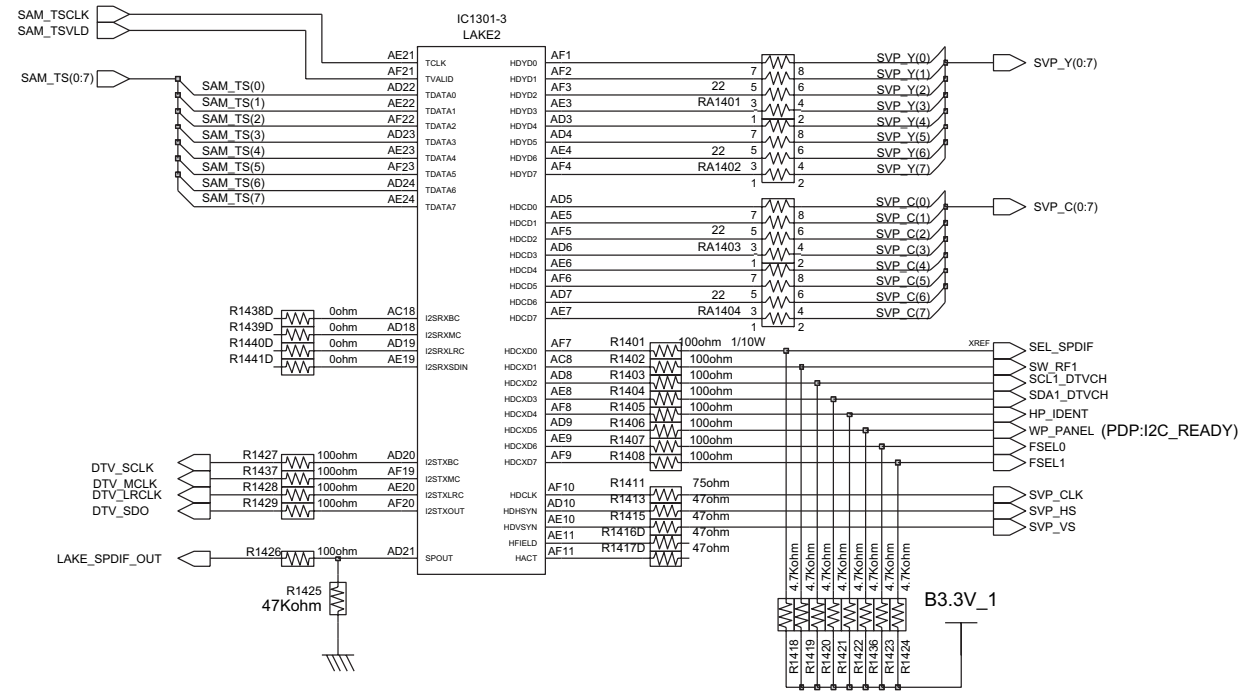 IC1301-3
LAKE2
SAM_TSCLK
SAM_TSVLD
SAM_TS(0:7)
SAM_TS(0)
SAM_TS(1)
SAM_TS(2)
SAM_TS(3)
SAM_TS(4)
SAM_TS(5)
SAM_TS(6)
SAM_TS(7)
AE21 TCLK
AF21 TVALID
AD22 TDATA0
AE22 TDATA1
AF22 TDATA2
AD23 TDATA3
AE23 TDATA4
AF23 TDATA5
AD24 TDATA6
AE24 TDATA7
R1438D 0ohm AC18 I2SRXBC
R1439D 0ohm AD18 I2SRXMC
R1440D 0ohm AD19 I2SRXLRC
R1441D 0ohm AE19 I2SRXSDIN
DTV_SCLK R1427 100ohm AD20 I2STXBC
DTV_MCLK R1437 100ohm AF19 I2STXMC
DTV_LRCLK R1428 100ohm AE20 I2STXLRC
DTV_SDO R1429 100ohm AF20 I2STXOUT
LAKE_SPDIF_OUT R1426 100ohm AD21 SPOUT
R1425
47Kohm
HDYD0 AF1 SVP_Y(0)
HDYD1 AF2 7 8 SVP_Y(1)
HDYD2 AF3 22 5 6 SVP_Y(2)
HDYD3 AE3 RA1401 3 4 SVP_Y(3)
HDYD4 AD3 1 2 SVP_Y(4)
HDYD5 AD4 7 8 SVP_Y(5)
HDYD6 AE4 22 5 6 SVP_Y(6)
HDYD7 AF4 RA1402 3 4 SVP_Y(7)
1 2
SVP_Y(0:7)
HDCD0 AD5 SVP_C(0)
HDCD1 AE5 7 8 SVP_C(1)
HDCD2 AF5 22 5 6 SVP_C(2)
HDCD3 AD6 RA1403 3 4 SVP_C(3)
HDCD4 AE6 1 2 SVP_C(4)
HDCD5 AF6 7 8 SVP_C(5)
HDCD6 AD7 22 5 6 SVP_C(6)
HDCD7 AE7 RA1404 3 4 SVP_C(7)
1 2
SVP_C(0:7)
HDCXD0 AF7 R1401 100ohm 1/10W XREF SEL_SPDIF
HDCXD1 AC8 R1402 100ohm SW_RF1
HDCXD2 AD8 R1403 100ohm SCL1_DTVCH
HDCXD3 AE8 R1404 100ohm SDA1_DTVCH
HDCXD4 AF8 R1405 100ohm HP_IDENT
HDCXD5 AD9 R1406 100ohm WP_PANEL (PDP:I2C_READY)
HDCXD6 AE9 R1407 100ohm FSEL0
HDCXD7 AF9 R1408 100ohm FSEL1
HDCLK AF10 R1411 75ohm SVP_CLK
HDHSYN AD10 R1413 47ohm SVP_HS
HDVSYN AE10 R1415 47ohm SVP_VS
HFIELD AE11 R1416D 47ohm
HACT AF11 R1417D 47ohm
4.7Kohm
4.7Kohm
4.7Kohm
4.7Kohm
4.7Kohm
4.7Kohm
4.7Kohm
4.7Kohm
R1418
R1419
R1420
R1421
R1422
R1436
R1423
R1424
B3.3V_1